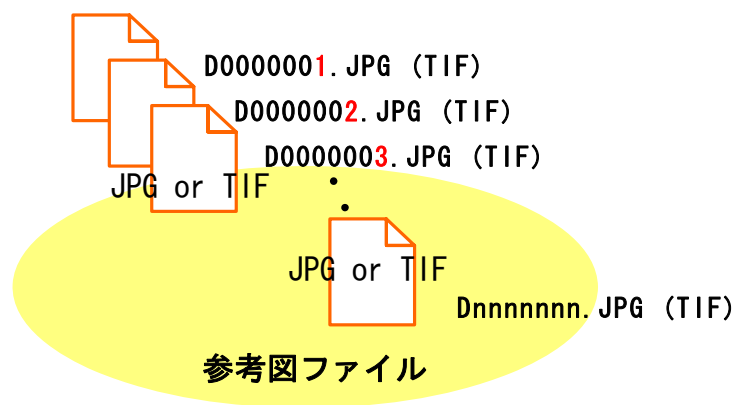 D0000001.JPG (TIF)
D0000002.JPG (TIF)
D0000003.JPG (TIF)
JPG or TIF
JPG or TIF
Dnnnnnnn.JPG (TIF)
参考図ファイル